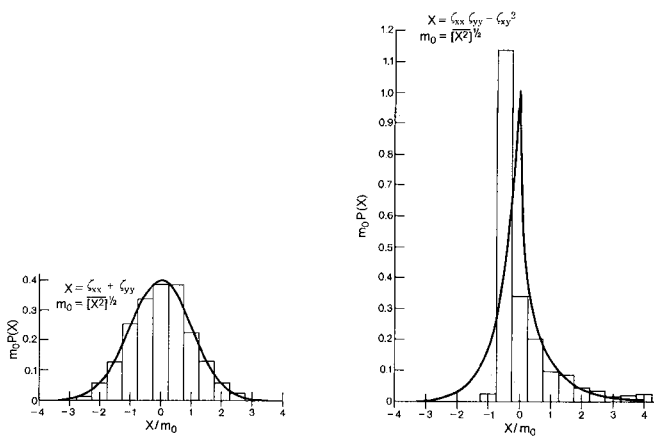 X = ζxx + ζyy
m₀ = [X̅²]^½
0.4
0.3
0.2
0.1
0
m₀P(X)
−4 −3 −2 −1 0 1 2 3 4
X/m₀
X = ζxx ζyy − ζxy²
m₀ = [X̅²]^½
1.2
1.1
1.0
0.9
0.8
0.7
0.6
0.5
0.4
0.3
0.2
0.1
0
m₀P(X)
−4 −3 −2 −1 0 1 2 3 4
X/m₀